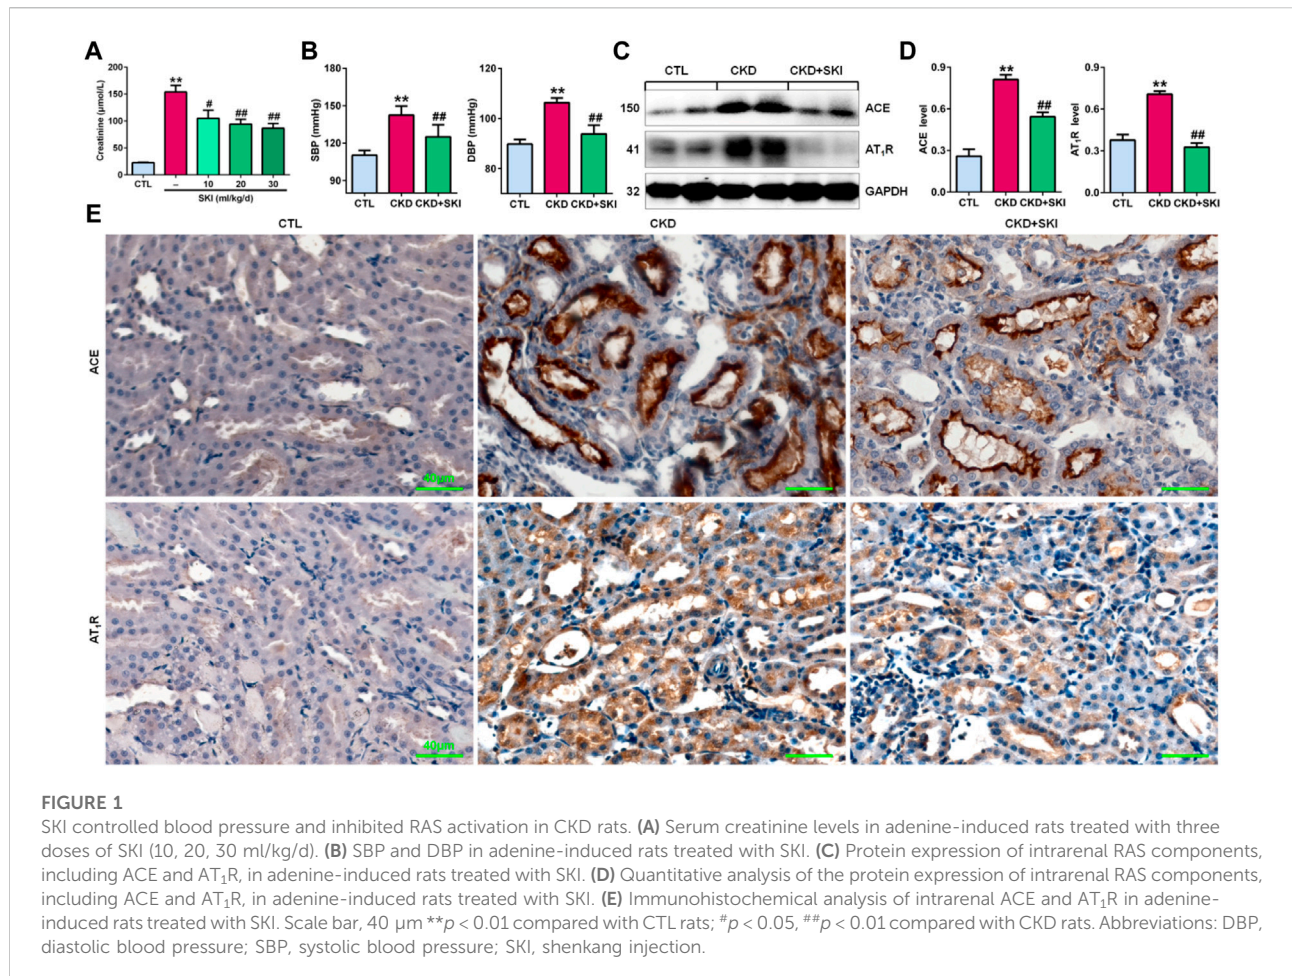 A
Creatinine (μmol/L)
200
150
100
50
0
**
#
##
##
CTL
–
10
20
30
SKI (ml/kg/d)
B
SBP (mmHg)
180
150
120
90
**
##
CTL
CKD
CKD+SKI
DBP (mmHg)
120
100
80
**
##
CTL
CKD
CKD+SKI
C
CTL
CKD
CKD+SKI
150
ACE
41
AT₁R
32
GAPDH
D
ACE level
0.9
0.6
0.3
0.0
**
##
CTL
CKD
CKD+SKI
AT₁R level
0.9
0.6
0.3
0.0
**
##
CTL
CKD
CKD+SKI
E
CTL
CKD
CKD+SKI
ACE
40μm
AT₁R
40μm
FIGURE 1
SKI controlled blood pressure and inhibited RAS activation in CKD rats. (A) Serum creatinine levels in adenine-induced rats treated with three
doses of SKI (10, 20, 30 ml/kg/d). (B) SBP and DBP in adenine-induced rats treated with SKI. (C) Protein expression of intrarenal RAS components,
including ACE and AT₁R, in adenine-induced rats treated with SKI. (D) Quantitative analysis of the protein expression of intrarenal RAS components,
including ACE and AT₁R, in adenine-induced rats treated with SKI. (E) Immunohistochemical analysis of intrarenal ACE and AT₁R in adenine-
induced rats treated with SKI. Scale bar, 40 μm **p < 0.01 compared with CTL rats; #p < 0.05, ##p < 0.01 compared with CKD rats. Abbreviations: DBP,
diastolic blood pressure; SBP, systolic blood pressure; SKI, shenkang injection.